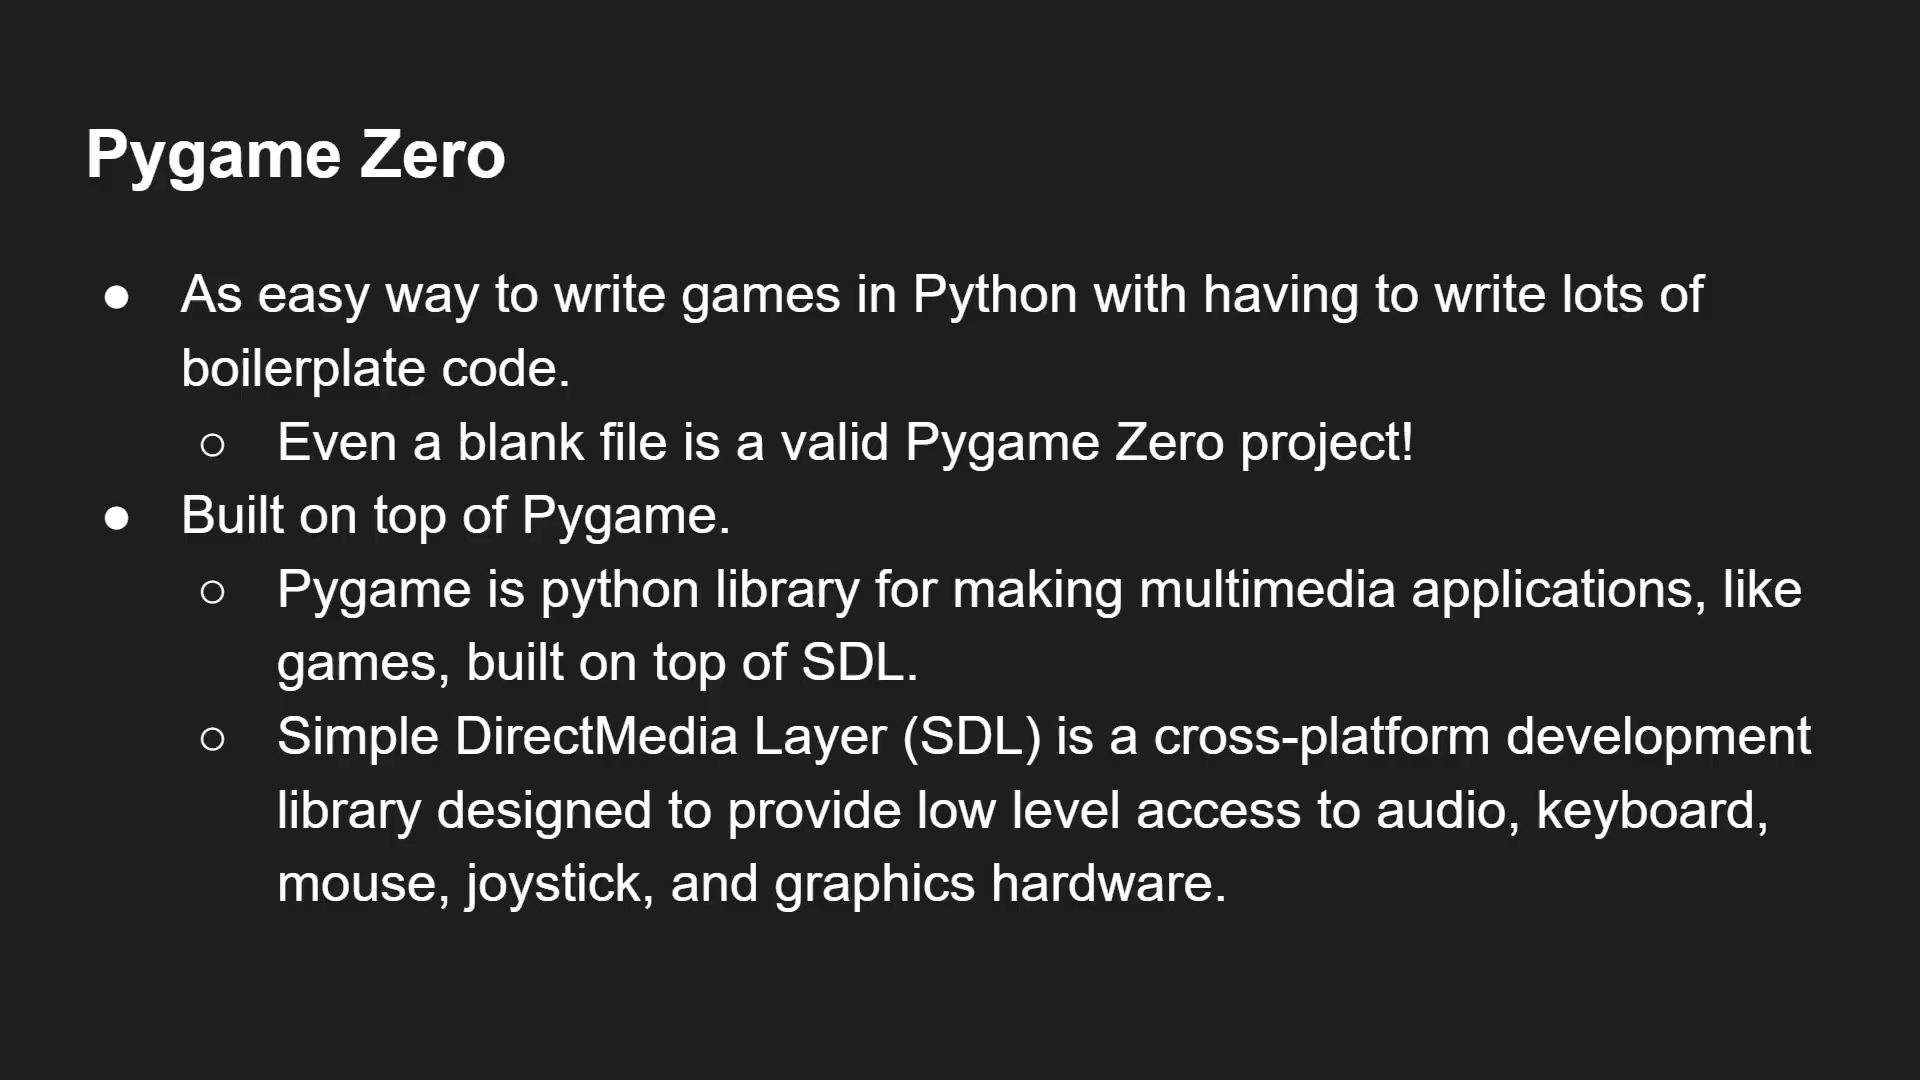 Pygame Zero
● As easy way to write games in Python with having to write lots of
boilerplate code.
○ Even a blank file is a valid Pygame Zero project!
● Built on top of Pygame.
○ Pygame is python library for making multimedia applications, like
games, built on top of SDL.
○ Simple DirectMedia Layer (SDL) is a cross-platform development
library designed to provide low level access to audio, keyboard,
mouse, joystick, and graphics hardware.